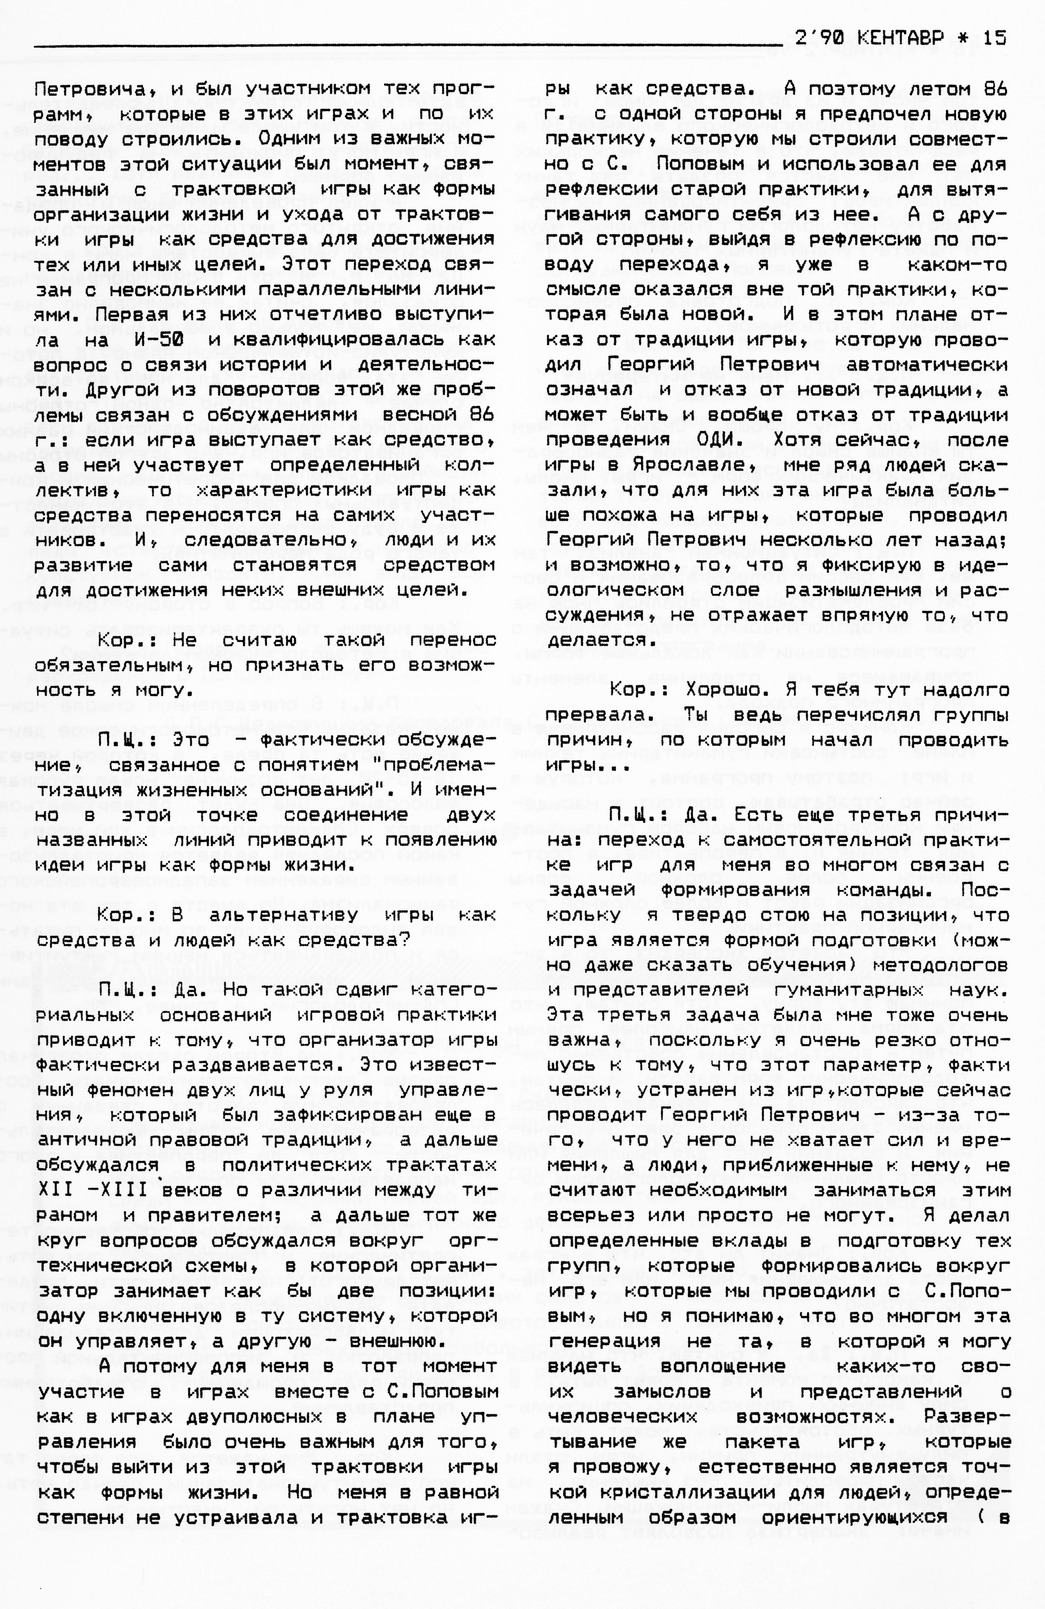 2'90 КЕНТАВР * 15
Петровича, и был участником тех прог-
рамм, которые в этих играх и по их
поводу строились. Одним из важных мо-
ментов этой ситуации был момент, свя-
занный с трактовкой игры как формы
организации жизни и ухода от трактов-
ки игры как средства для достижения
тех или иных целей. Этот переход свя-
зан с несколькими параллельными лини-
ями. Первая из них отчетливо выступи-
ла на И-50 и квалифицировалась как
вопрос о связи истории и деятельнос-
ти. Другой из поворотов этой же проб-
лемы связан с обсуждениями весной 86
г.: если игра выступает как средство,
а в ней участвует определенный кол-
лектив, то характеристики игры как
средства переносятся на самих участ-
ников. И, следовательно, люди и их
развитие сами становятся средством
для достижения неких внешних целей.
Кор.: Не считаю такой перенос
обязательным, но признать его возмож-
ность я могу.
П.Щ.: Это - фактически обсужде-
ние, связанное с понятием "проблема-
тизация жизненных оснований". И имен-
но в этой точке соединение двух
названных линий приводит к появлению
идеи игры как формы жизни.
Кор.: В альтернативу игры как
средства и людей как средства?
П.Щ.: Да. Но такой сдвиг катего-
риальных оснований игровой практики
приводит к тому, что организатор игры
фактически раздваивается. Это извест-
ный феномен двух лиц у руля управле-
ния, который был зафиксирован еще в
античной правовой традиции, а дальше
обсуждался в политических трактатах
XII -XIII веков о различии между ти-
раном и правителем; а дальше тот же
круг вопросов обсуждался вокруг орг-
технической схемы, в которой органи-
затор занимает как бы две позиции:
одну включенную в ту систему, которой
он управляет, а другую - внешнюю.
А потому для меня в тот момент
участие в играх вместе с С.Поповым
как в играх двуполюсных в плане уп-
равления было очень важным для того,
чтобы выйти из этой трактовки игры
как формы жизни. Но меня в равной
степени не устраивала и трактовка иг-
ры как средства. А поэтому летом 86
г. с одной стороны я предпочел новую
практику, которую мы строили совмест-
но с С. Поповым и использовал ее для
рефлексии старой практики, для вытя-
гивания самого себя из нее. А с дру-
гой стороны, выйдя в рефлексию по по-
воду перехода, я уже в каком-то
смысле оказался вне той практики, ко-
торая была новой. И в этом плане от-
каз от традиции игры, которую прово-
дил Георгий Петрович автоматически
означал и отказ от новой традиции, а
может быть и вообще отказ от традиции
проведения ОДИ. Хотя сейчас, после
игры в Ярославле, мне ряд людей ска-
зали, что для них эта игра была боль-
ше похожа на игры, которые проводил
Георгий Петрович несколько лет назад;
и возможно, то, что я фиксирую в иде-
ологическом слое размышления и рас-
суждения, не отражает впрямую то, что
делается.
Кор.: Хорошо. Я тебя тут надолго
прервала. Ты ведь перечислял группы
причин, по которым начал проводить
игры...
П.Щ.: Да. Есть еще третья причи-
на: переход к самостоятельной практи-
ке игр для меня во многом связан с
задачей формирования команды. Пос-
кольку я твердо стою на позиции, что
игра является формой подготовки (мож-
но даже сказать обучения) методологов
и представителей гуманитарных наук.
Эта третья задача была мне тоже очень
важна, поскольку я очень резко отно-
шусь к тому, что этот параметр, факти
чески, устранен из игр,которые сейчас
проводит Георгий Петрович - из-за то-
го, что у него не хватает сил и вре-
мени, а люди, приближенные к нему, не
считают необходимым заниматься этим
всерьез или просто не могут. Я делал
определенные вклады в подготовку тех
групп, которые формировались вокруг
игр, которые мы проводили с С.Попо-
вым, но я понимаю, что во многом эта
генерация не та, в которой я могу
видеть воплощение каких-то сво-
их замыслов и представлений о
человеческих возможностях. Развер-
тывание же пакета игр, которые
я провожу, естественно является точ-
кой кристаллизации для людей, опреде-
ленным образом ориентирующихся ( в